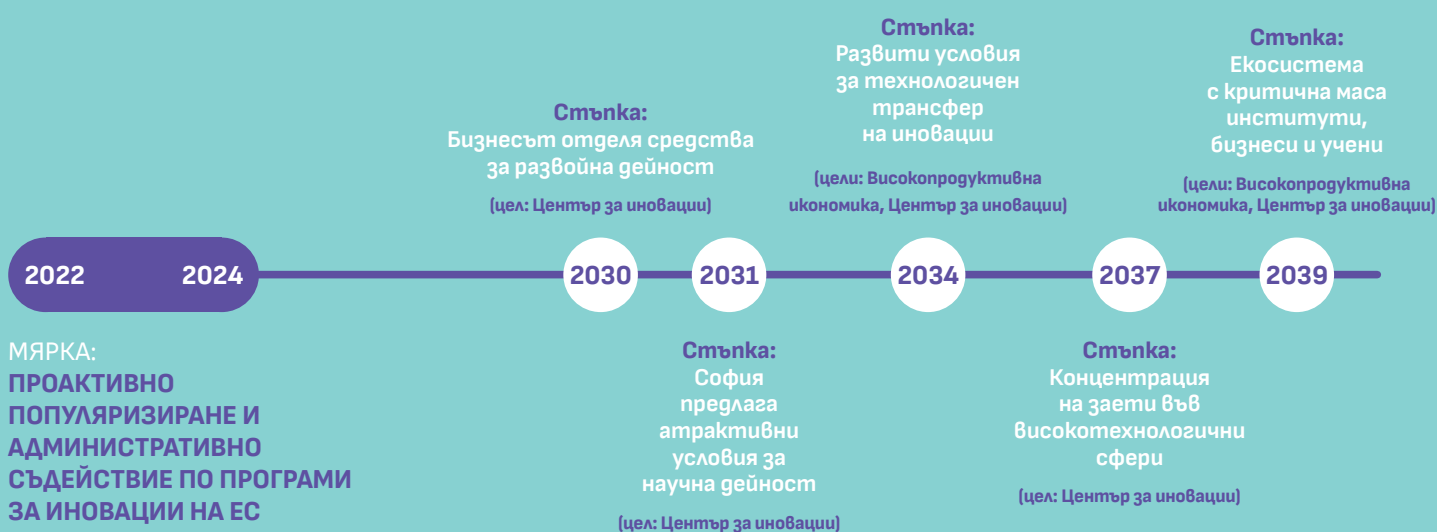 Стъпка:
Развити условия
за технологичен
трансфер
на иновации
(цели: Високопродуктивна
икономика, Център за иновации)
Стъпка:
Екосистема
с критична маса
институти,
бизнеси и учени
(цели: Високопродуктивна
икономика, Център за иновации)
Стъпка:
Бизнесът отделя средства
за развойна дейност
(цел: Център за иновации)
2022 2024 2030 2031 2034 2037 2039
МЯРКА:
ПРОАКТИВНО
ПОПУЛЯРИЗИРАНЕ И
АДМИНИСТРАТИВНО
СЪДЕЙСТВИЕ ПО ПРОГРАМИ
ЗА ИНОВАЦИИ НА ЕС
Стъпка:
София
предлага
атрактивни
условия за
научна дейност
(цел: Център за иновации)
Стъпка:
Концентрация
на заети във
високотехнологични
сфери
(цел: Център за иновации)